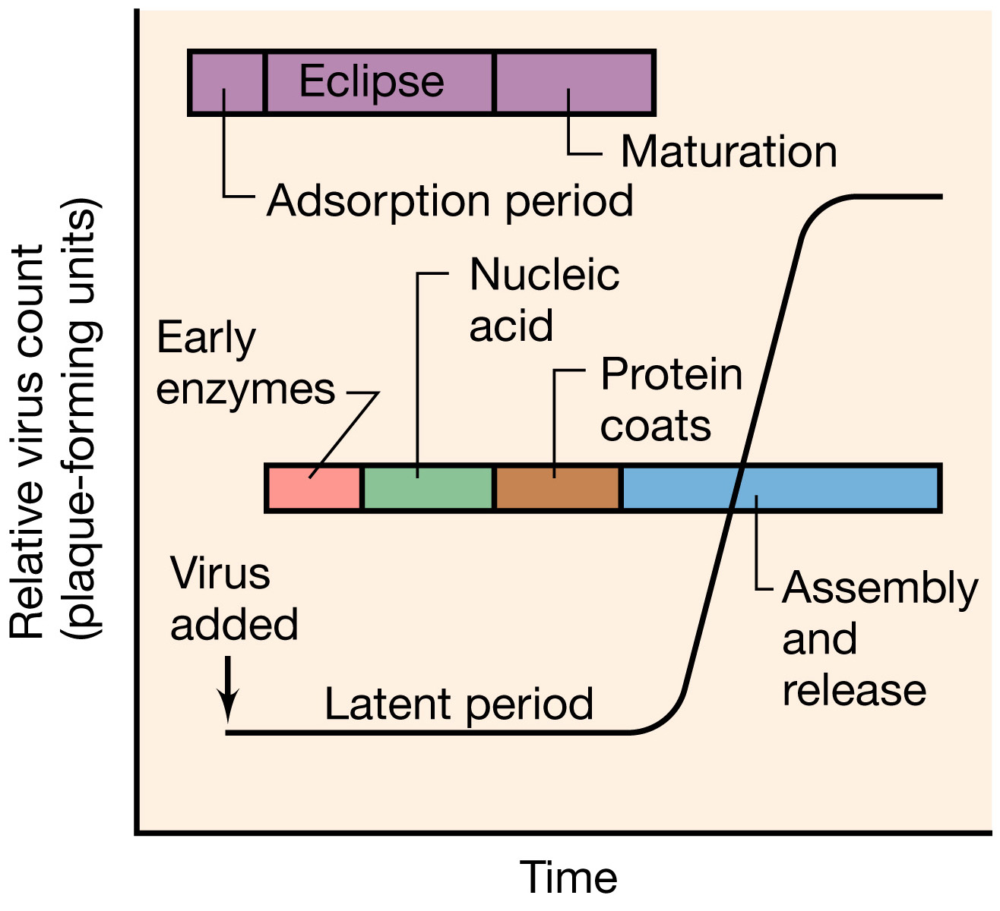 Eclipse
Maturation
Adsorption period
Nucleic
acid
Early
enzymes
Protein
coats
Virus
added
Assembly
and
release
Latent period
Relative virus count
(plaque-forming units)
Time